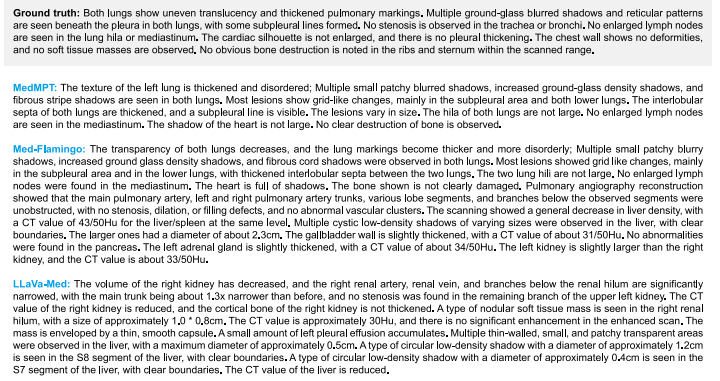 Ground truth: Both lungs show uneven translucency and thickened pulmonary markings. Multiple ground-glass blurred shadows and reticular patterns
are seen beneath the pleura in both lungs, with some subpleural lines formed. No stenosis is observed in the trachea or bronchi. No enlarged lymph nodes
are seen in the lung hila or mediastinum. The cardiac silhouette is not enlarged, and there is no pleural thickening. The chest wall shows no deformities,
and no soft tissue masses are observed. No obvious bone destruction is noted in the ribs and sternum within the scanned range.
MedMPT: The texture of the left lung is thickened and disordered; Multiple small patchy blurred shadows, increased ground-glass density shadows, and
fibrous stripe shadows are seen in both lungs. Most lesions show grid-like changes, mainly in the subpleural area and both lower lungs. The interlobular
septa of both lungs are thickened, and a subpleural line is visible. The lesions vary in size. The hila of both lungs are not large. No enlarged lymph nodes
are seen in the mediastinum. The shadow of the heart is not large. No clear destruction of bone is observed.
Med-Flamingo: The transparency of both lungs decreases, and the lung markings become thicker and more disorderly; Multiple small patchy blurry
shadows, increased ground glass density shadows, and fibrous cord shadows were observed in both lungs. Most lesions showed grid like changes, mainly
in the subpleural area and in the lower lungs, with thickened interlobular septa between the two lungs. The two lung hili are not large. No enlarged lymph
nodes were found in the mediastinum. The heart is full of shadows. The bone shown is not clearly damaged. Pulmonary angiography reconstruction
showed that the main pulmonary artery, left and right pulmonary artery trunks, various lobe segments, and branches below the observed segments were
unobstructed, with no stenosis, dilation, or filling defects, and no abnormal vascular clusters. The scanning showed a general decrease in liver density, with
a CT value of 43/50Hu for the liver/spleen at the same level. Multiple cystic low-density shadows of varying sizes were observed in the liver, with clear
boundaries. The larger ones had a diameter of about 2.3cm. The gallbladder wall is slightly thickened, with a CT value of about 31/50Hu. No abnormalities
were found in the pancreas. The left adrenal gland is slightly thickened, with a CT value of about 34/50Hu. The left kidney is slightly larger than the right
kidney, and the CT value is about 33/50Hu.
LLaVa-Med: The volume of the right kidney has decreased, and the right renal artery, renal vein, and branches below the renal hilum are significantly
narrowed, with the main trunk being about 1.3x narrower than before, and no stenosis was found in the remaining branch of the upper left kidney. The CT
value of the right kidney is reduced, and the cortical bone of the right kidney is not thickened. A type of nodular soft tissue mass is seen in the right renal
hilum, with a size of approximately 1.0 * 0.8cm. The CT value is approximately 30Hu, and there is no significant enhancement in the enhanced scan. The
mass is enveloped by a thin, smooth capsule. A small amount of left pleural effusion accumulates. Multiple thin-walled, small, and patchy transparent areas
were observed in the liver, with a maximum diameter of approximately 0.5cm. A type of circular low-density shadow with a diameter of approximately 1.2cm
is seen in the S8 segment of the liver, with clear boundaries. A type of circular low-density shadow with a diameter of approximately 0.4cm is seen in the
S7 segment of the liver, with clear boundaries. The CT value of the liver is reduced.